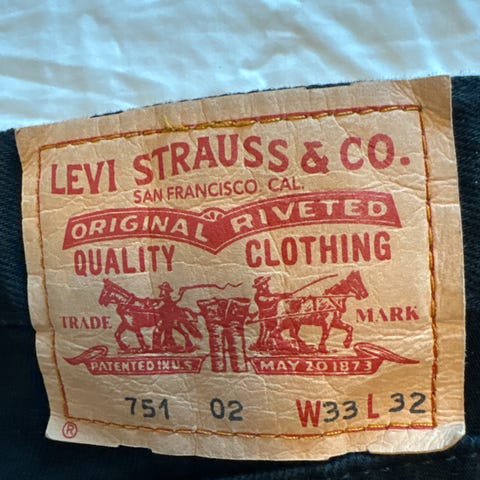 LEVI STRAUSS & CO.
SAN FRANCISCO, CAL.
ORIGINAL RIVETED
QUALITY CLOTHING
TRADE MARK
PATENTED IN U.S. MAY 20 1873
751 02 W33 L 32
®